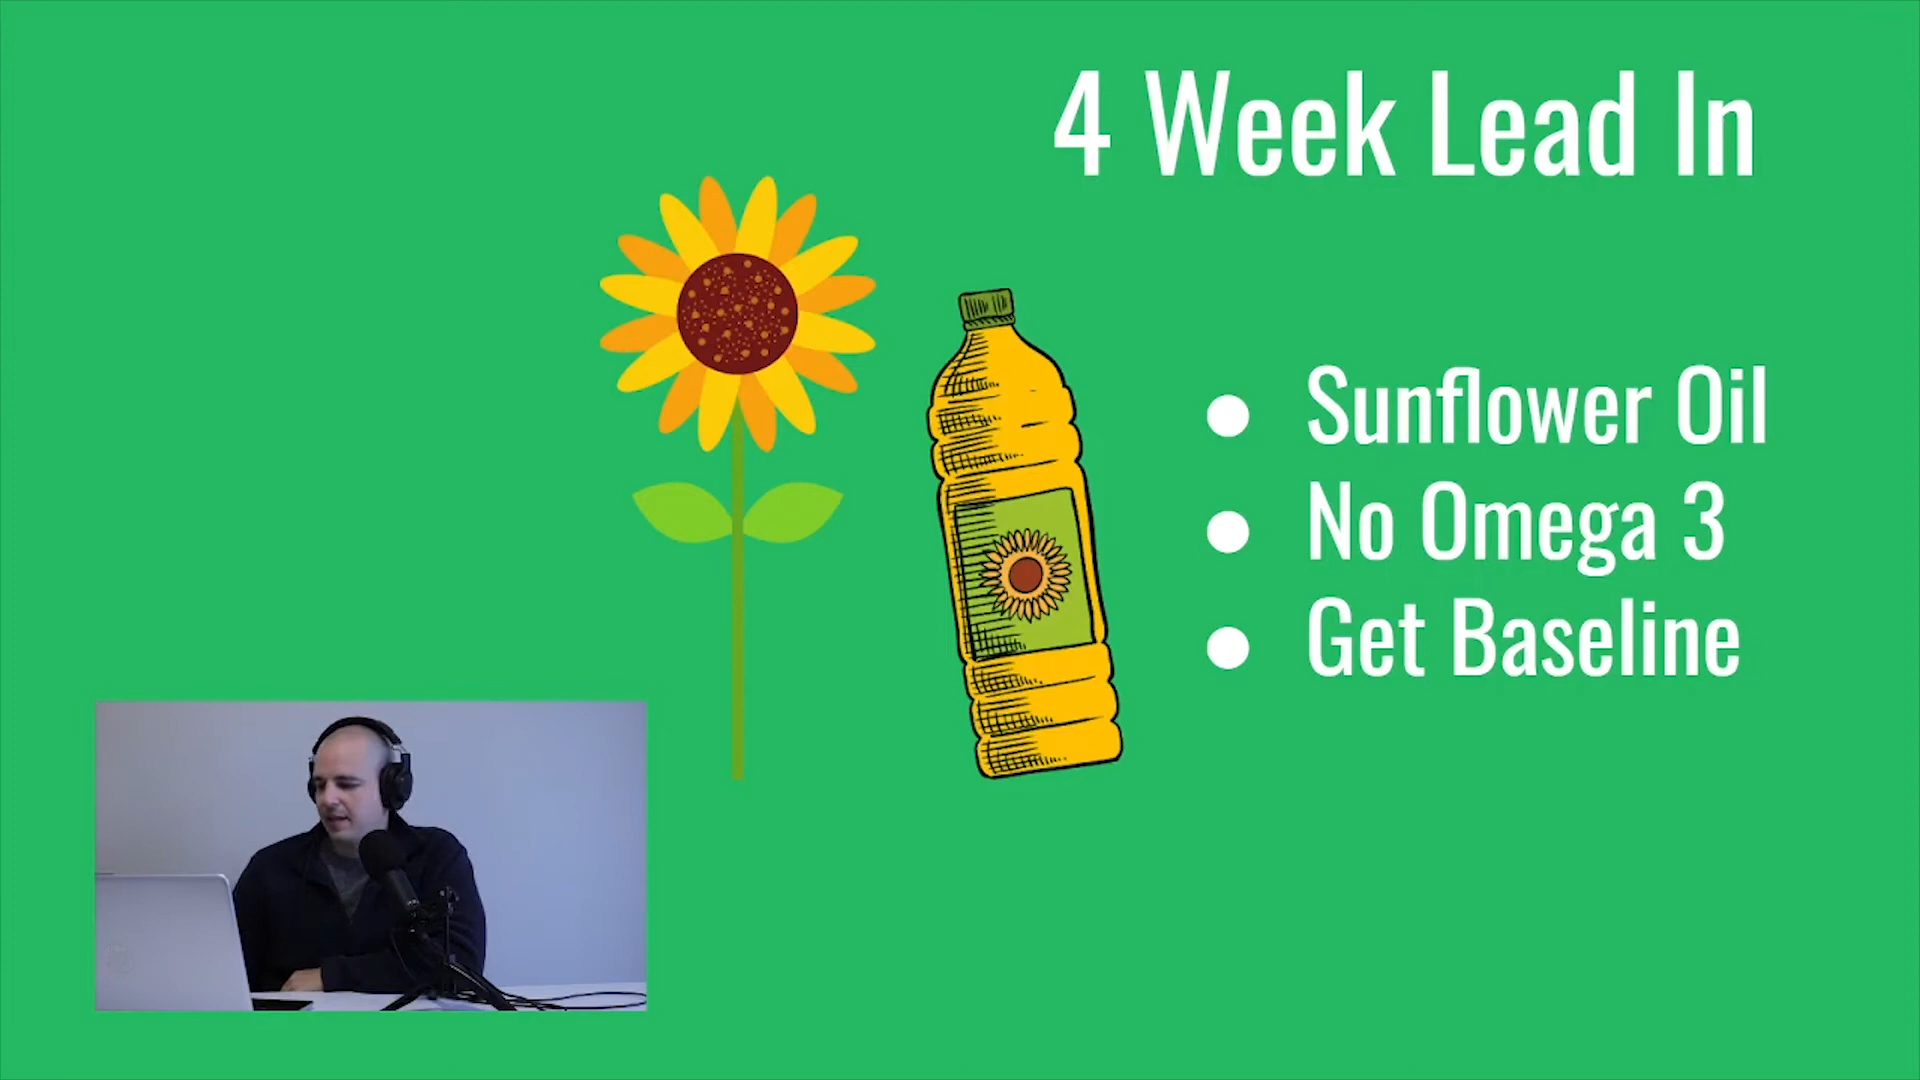 4 Week Lead In
● Sunflower Oil
● No Omega 3
● Get Baseline